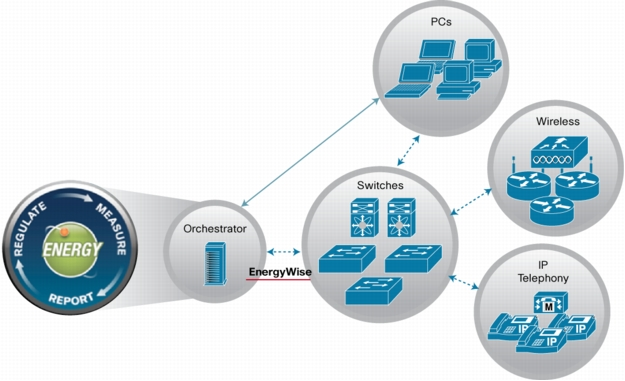 PCs
Wireless
Switches
REGULATE
MEASURE
ENERGY
REPORT
Orchestrator
EnergyWise
IP
Telephony
M
IP
IP
IP